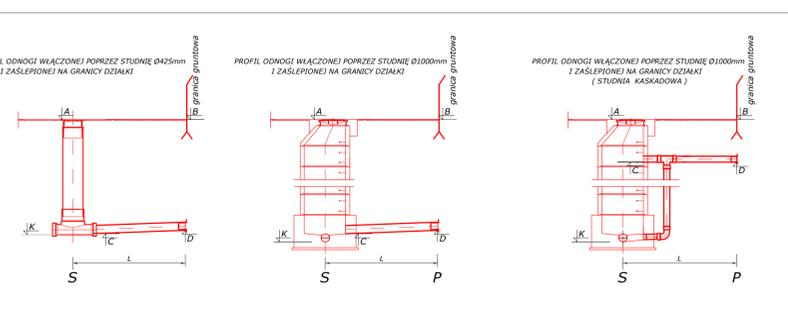 L ODNOGI WŁĄCZONEJ POPRZEZ STUDNIĘ Ø425mm
I ZAŚLEPIONEJ NA GRANICY DZIAŁKI
granica gruntowa
A
B
K
C
D
L
S
PROFIL ODNOGI WŁĄCZONEJ POPRZEZ STUDNIĘ Ø1000mm
I ZAŚLEPIONEJ NA GRANICY DZIAŁKI
granica gruntowa
A
B
K
C
D
L
S
P
PROFIL ODNOGI WŁĄCZONEJ POPRZEZ STUDNIĘ Ø1000mm
I ZAŚLEPIONEJ NA GRANICY DZIAŁKI
( STUDNIA KASKADOWA )
granica gruntowa
A
B
C
D
K
L
S
P